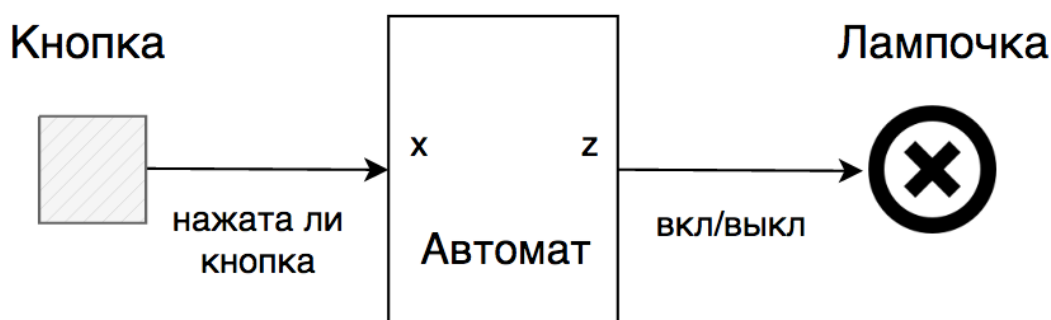 Кнопка
Лампочка
x
z
нажата ли
кнопка
Автомат
вкл/выкл